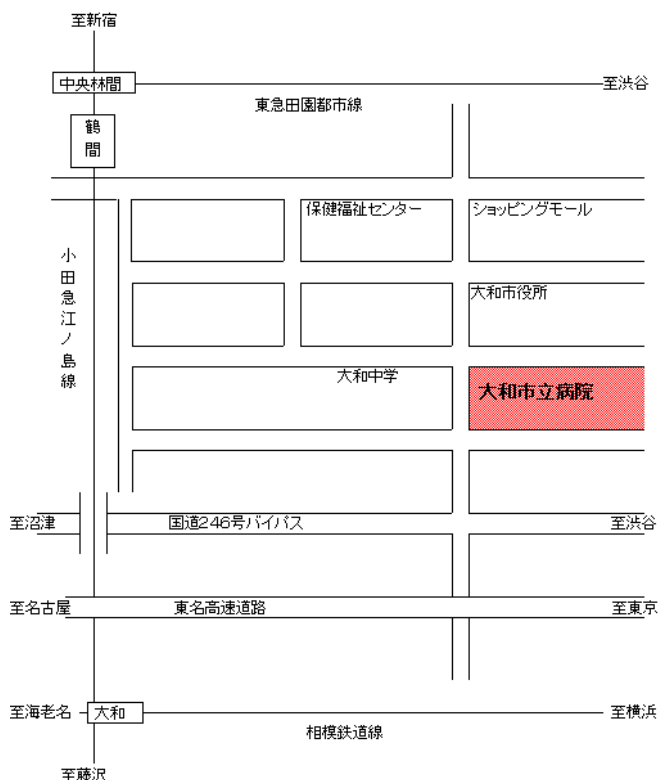 至新宿
中央林間
至渋谷
東急田園都市線
鶴間
保健福祉センター
ショッピングモール
小田急江ノ島線
大和市役所
大和中学
大和市立病院
至沼津
国道246号バイパス
至渋谷
至名古屋
東名高速道路
至東京
至海老名
大和
至横浜
相模鉄道線
至藤沢